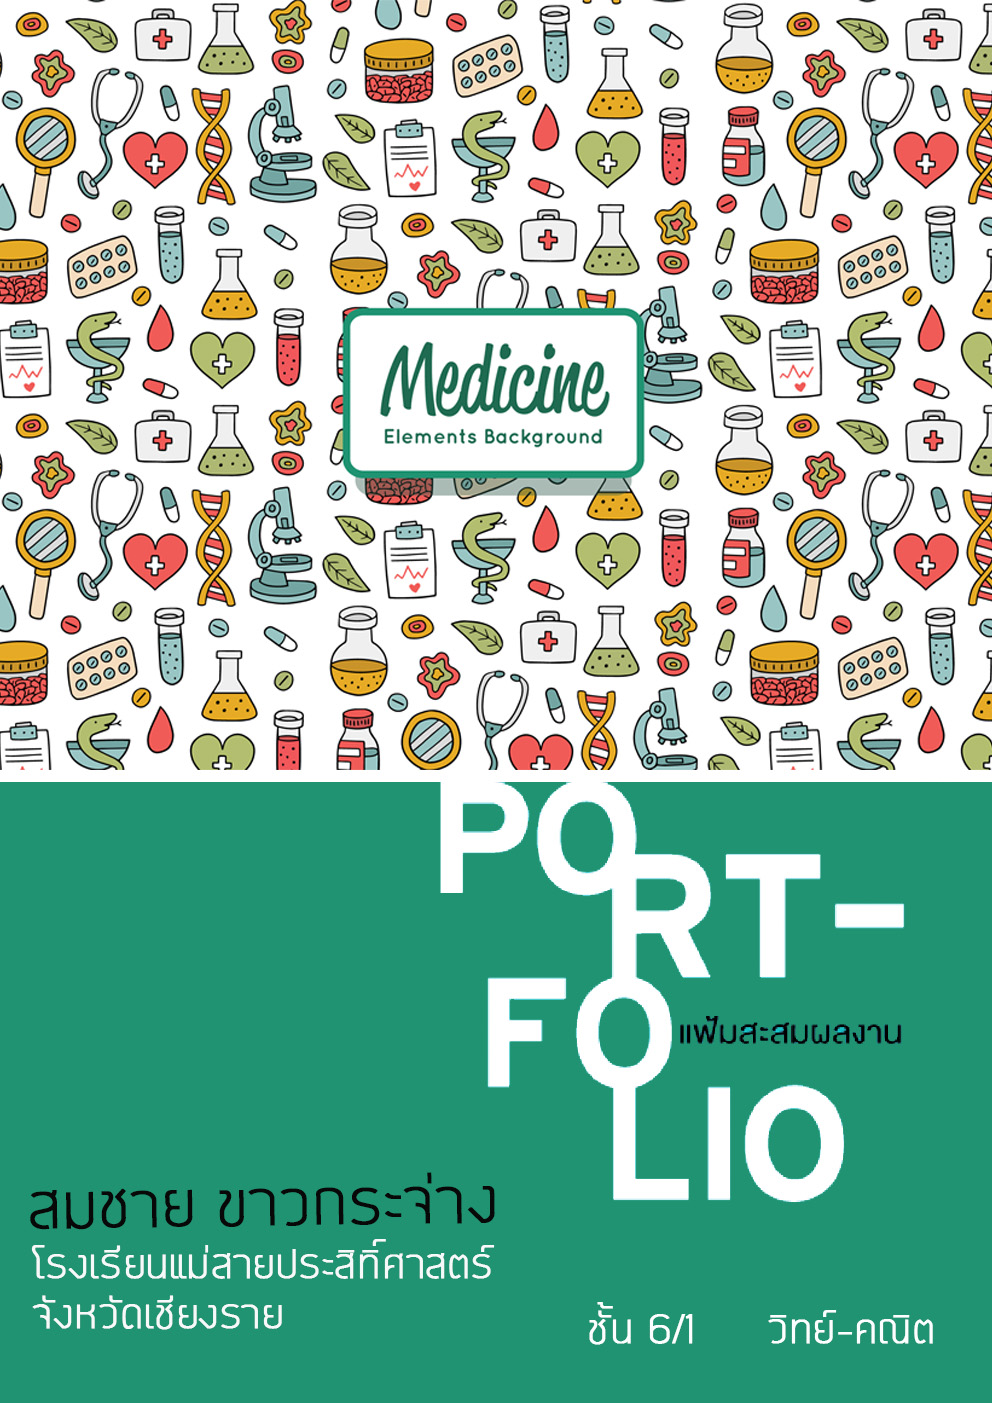 Medicine
Elements Background
PO
RT-
FO
แฟ้มสะสมผลงาน
LIO
สมชาย ขาวกระจ่าง
โรงเรียนแม่สายประสิทิ์ศาสตร์
จังหวัดเชียงราย
ชั้น 6/1 วิทย์-คณิต